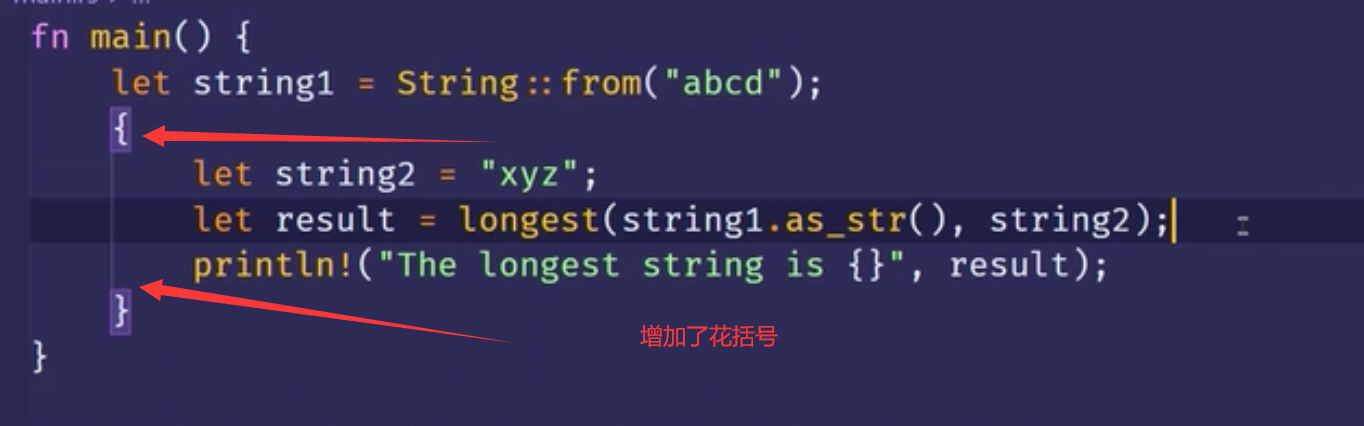 fn main() {
let string1 = String::from("abcd");
{
let string2 = "xyz";
let result = longest(string1.as_str(), string2);
println!("The longest string is {}", result);
}
增加了花括号
}